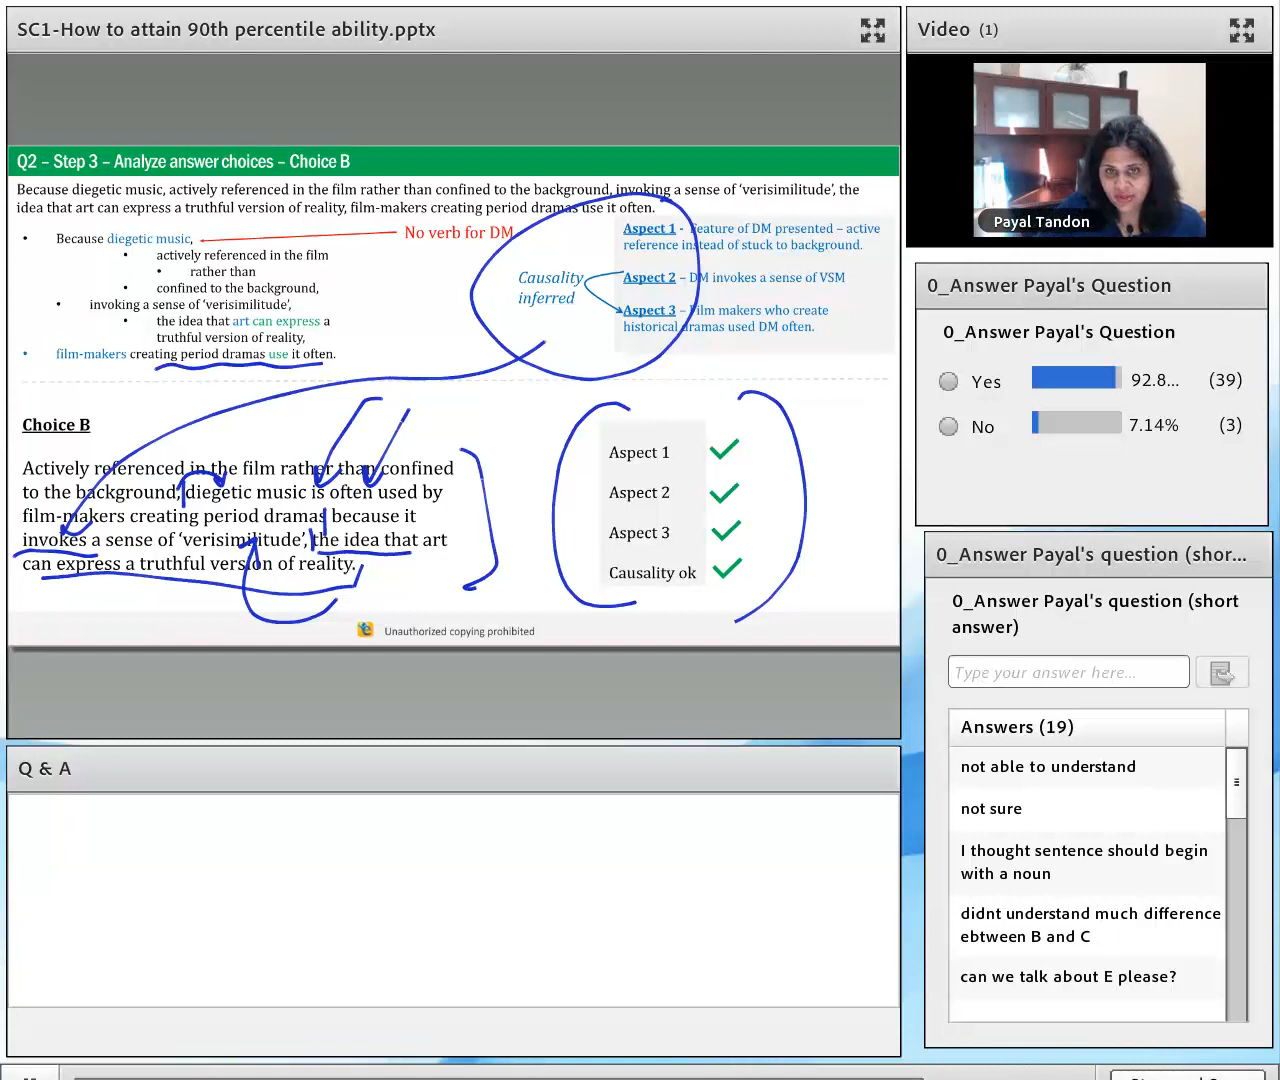 SC1-How to attain 90th percentile ability.pptx
Q2 – Step 3 – Analyze answer choices – Choice B
Because diegetic music, actively referenced in the film rather than confined to the background, invoking a sense of ‘verisimilitude’, the
idea that art can express a truthful version of reality, film-makers creating period dramas use it often.
• Because diegetic music,
• actively referenced in the film
• rather than
• confined to the background,
• invoking a sense of ‘verisimilitude’,
• the idea that art can express a
truthful version of reality,
• film-makers creating period dramas use it often.
No verb for DM
Causality
inferred
Aspect 1 - Feature of DM presented – active
reference instead of stuck to background.
Aspect 2 – DM invokes a sense of VSM
Aspect 3 – Film makers who create
historical dramas used DM often.
Choice B
Actively referenced in the film rather than confined
to the background, diegetic music is often used by
film-makers creating period dramas because it
invokes a sense of ‘verisimilitude’, the idea that art
can express a truthful version of reality.
Aspect 1
Aspect 2
Aspect 3
Causality ok
Unauthorized copying prohibited
Q & A
Video (1)
Payal Tandon
0_Answer Payal's Question
0_Answer Payal's Question
Yes 92.8... (39)
No 7.14% (3)
0_Answer Payal's question (shor...
0_Answer Payal's question (short
answer)
Type your answer here...
Answers (19)
not able to understand
not sure
I thought sentence should begin
with a noun
didnt understand much difference
ebtween B and C
can we talk about E please?